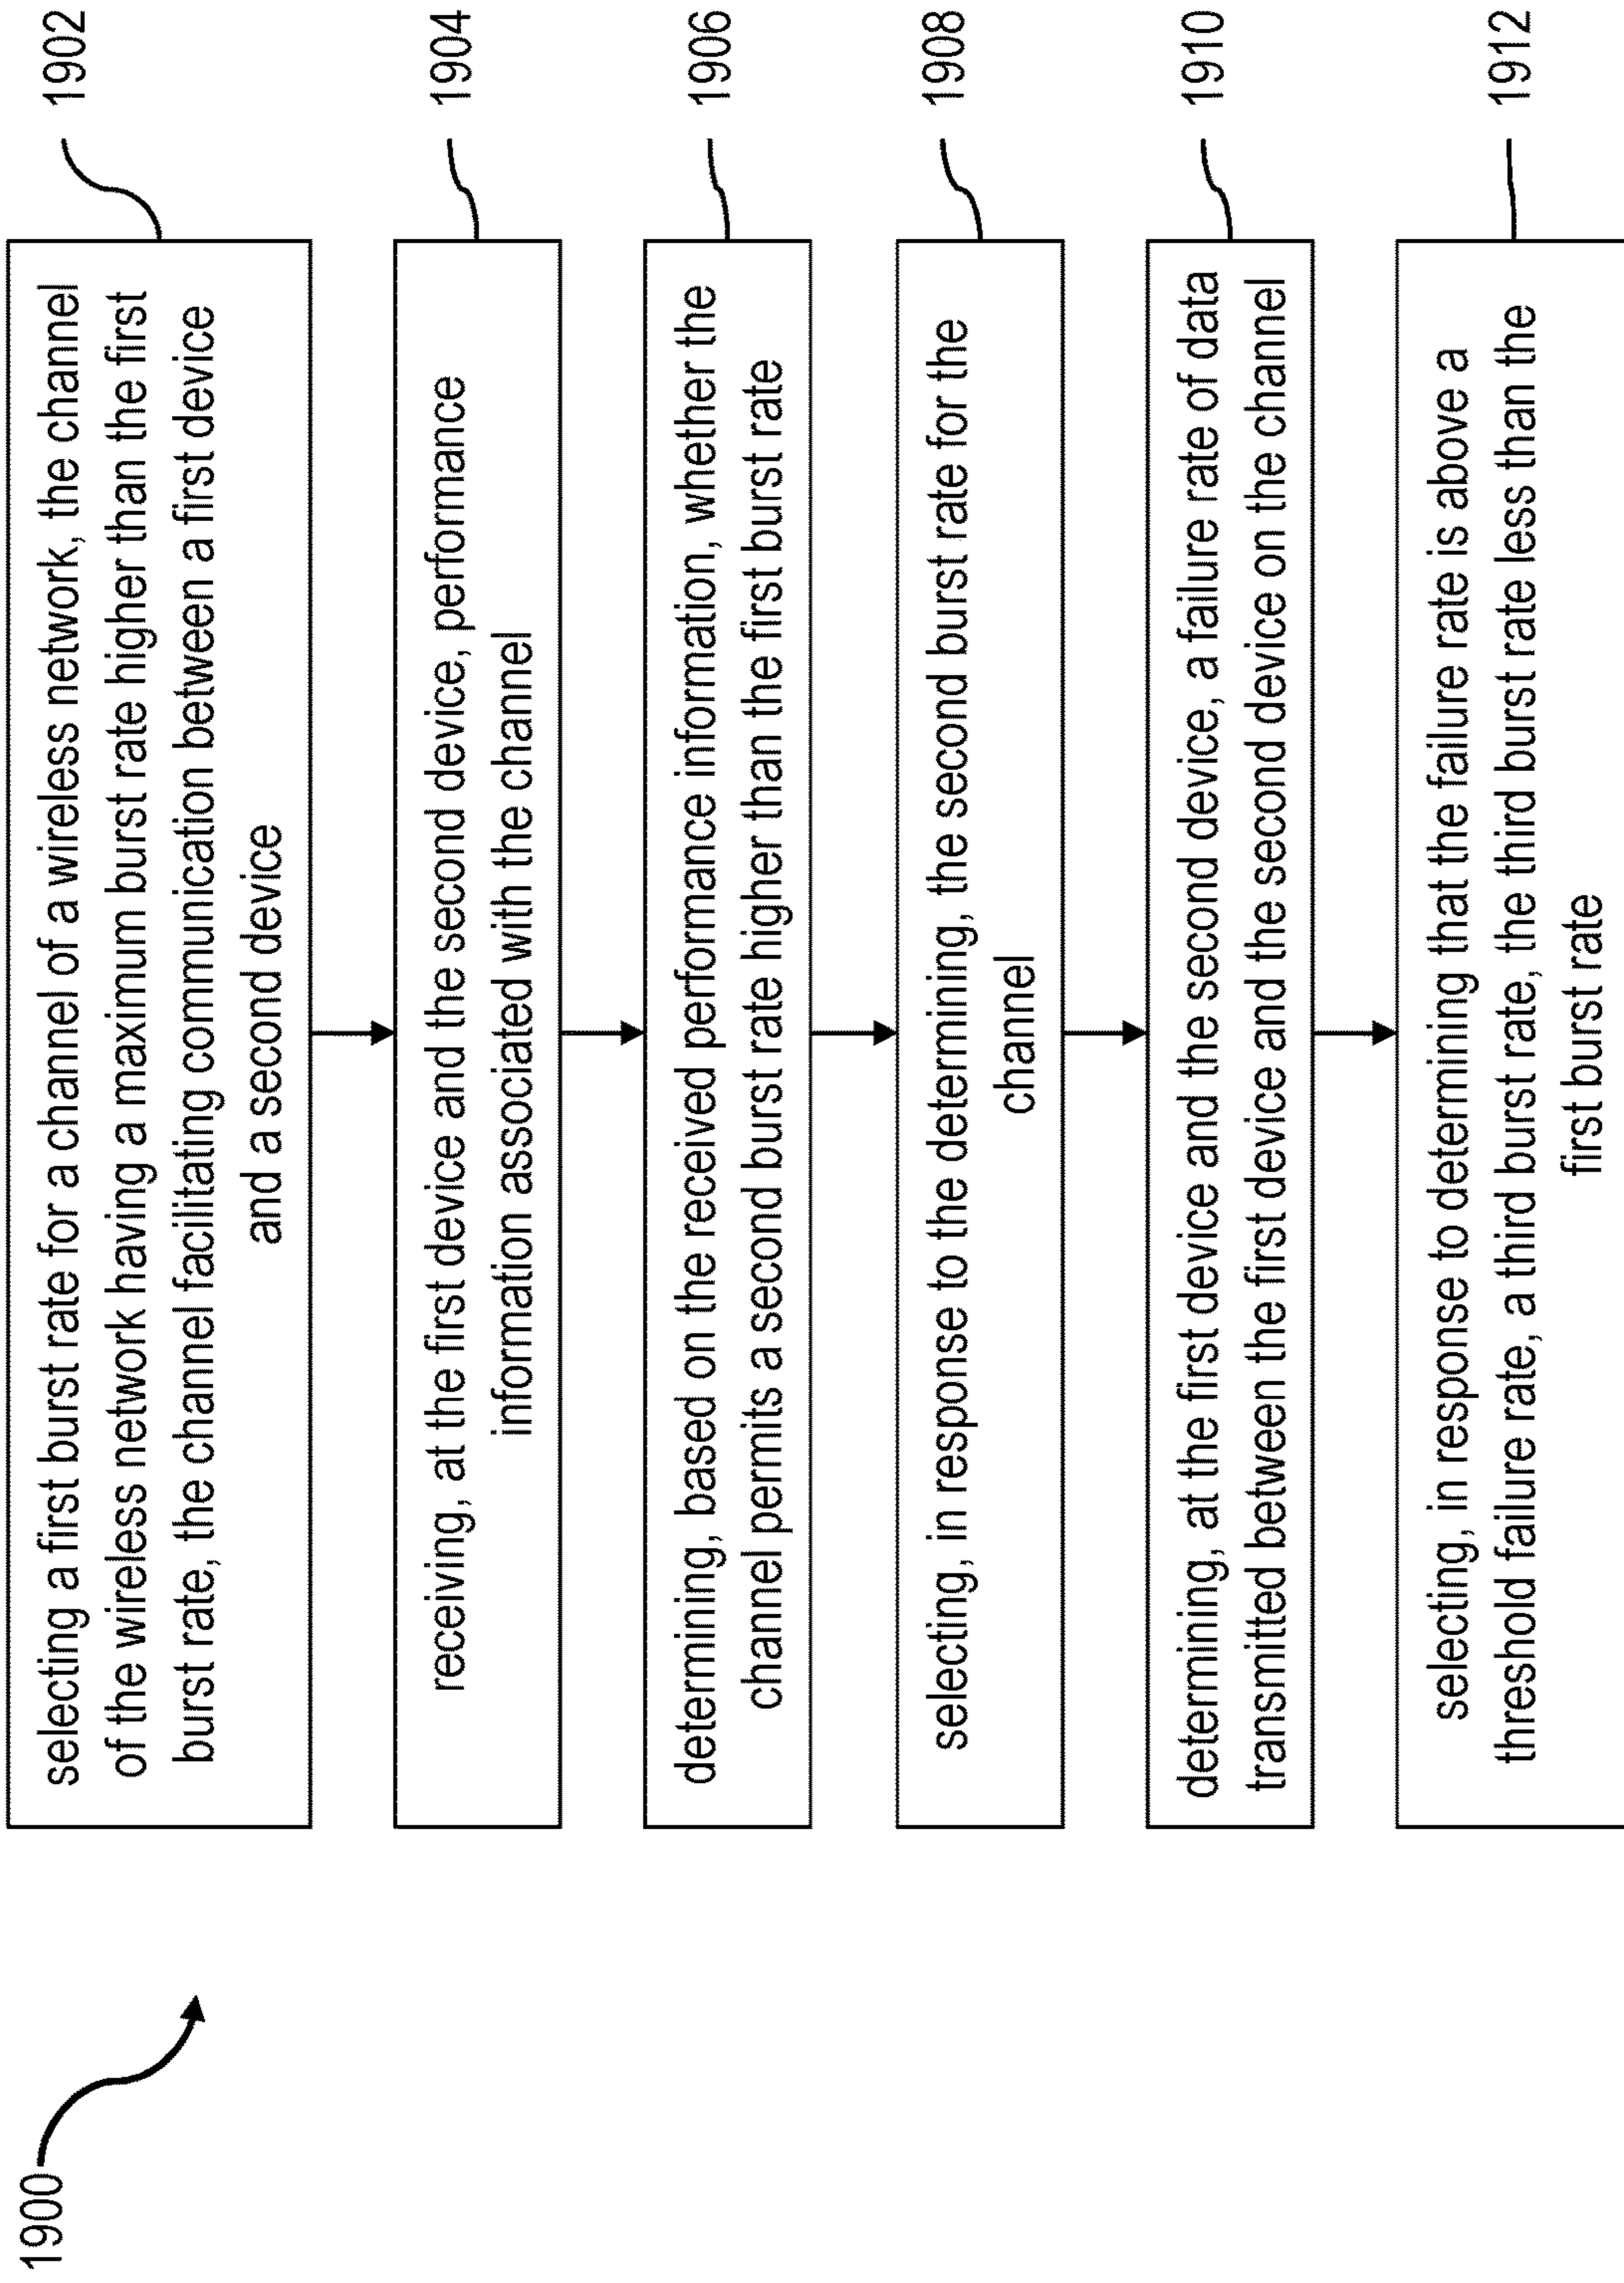 1900
selecting a first burst rate for a channel of a wireless network, the channel
of the wireless network having a maximum burst rate higher than the first
burst rate, the channel facilitating communication between a first device
and a second device
1902
receiving, at the first device and the second device, performance
information associated with the channel
1904
determining, based on the received performance information, whether the
channel permits a second burst rate higher than the first burst rate
1906
selecting, in response to the determining, the second burst rate for the
channel
1908
determining, at the first device and the second device, a failure rate of data
transmitted between the first device and the second device on the channel
1910
selecting, in response to determining that the failure rate is above a
threshold failure rate, a third burst rate, the third burst rate less than the
first burst rate
1912